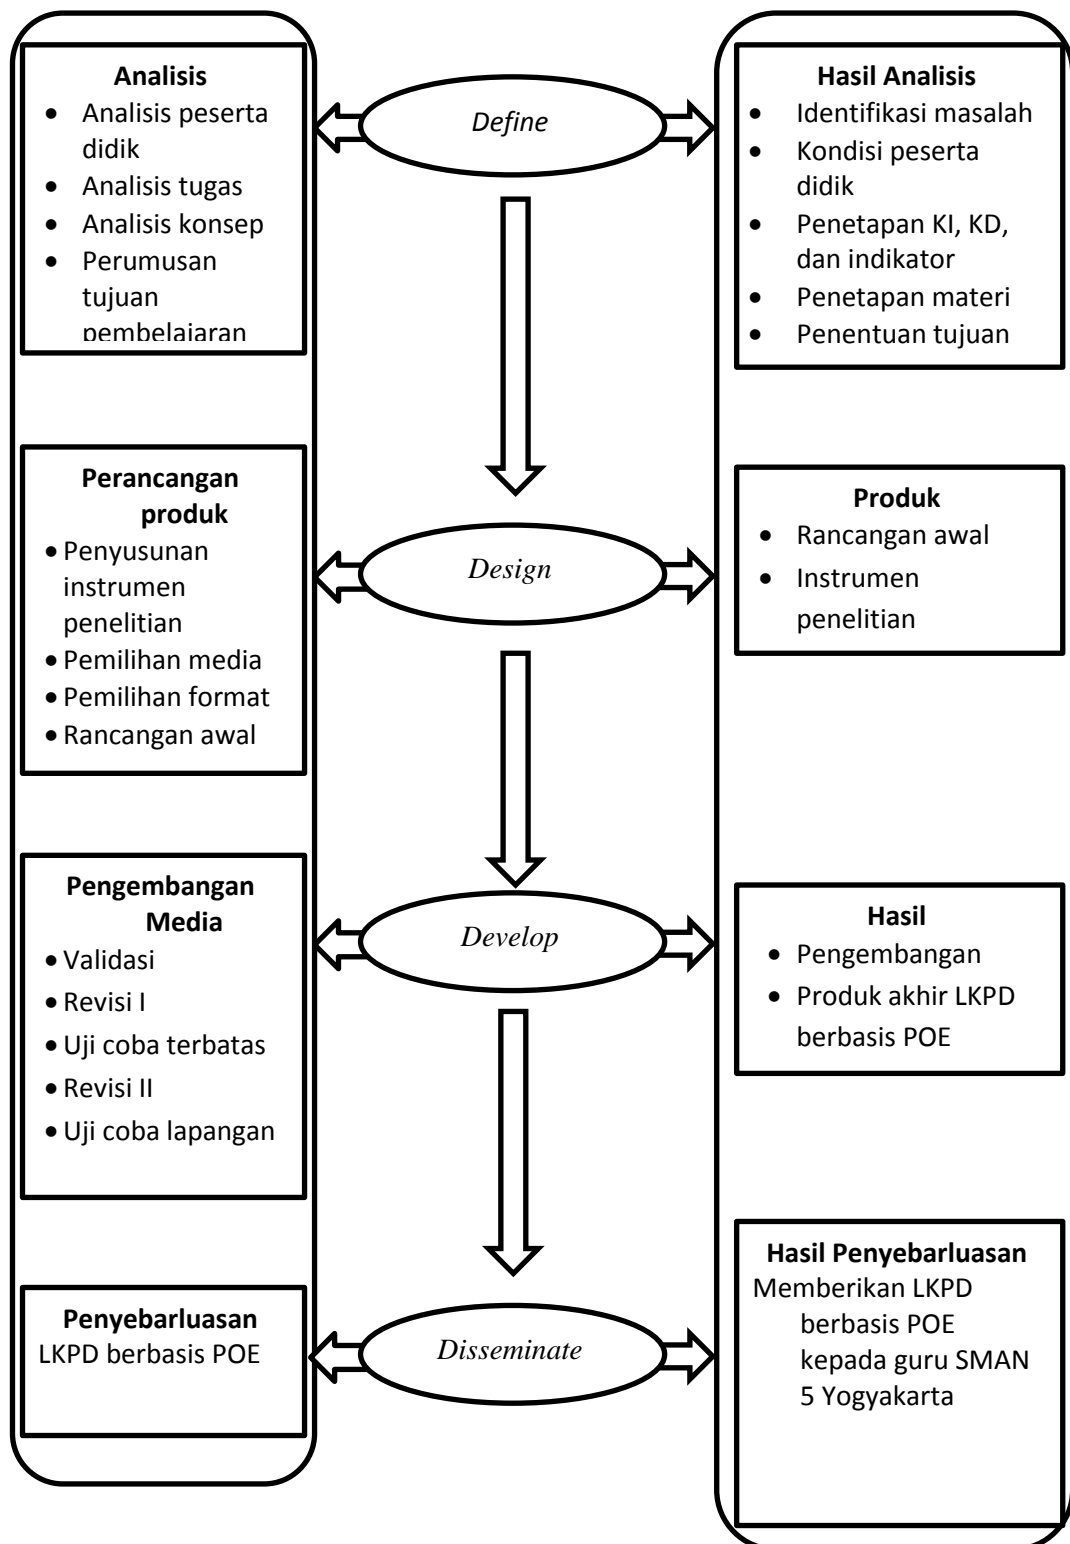 Analisis
• Analisis peserta
didik
• Analisis tugas
• Analisis konsep
• Perumusan
tujuan
pembelajaran
Define
Hasil Analisis
• Identifikasi masalah
• Kondisi peserta
didik
• Penetapan KI, KD,
dan indikator
• Penetapan materi
• Penentuan tujuan
Perancangan
produk
• Penyusunan
instrumen
penelitian
• Pemilihan media
• Pemilihan format
• Rancangan awal
Design
Produk
• Rancangan awal
• Instrumen
penelitian
Pengembangan
Media
• Validasi
• Revisi I
• Uji coba terbatas
• Revisi II
• Uji coba lapangan
Develop
Hasil
• Pengembangan
• Produk akhir LKPD
berbasis POE
Penyebarluasan
LKPD berbasis POE
Disseminate
Hasil Penyebarluasan
Memberikan LKPD
berbasis POE
kepada guru SMAN
5 Yogyakarta